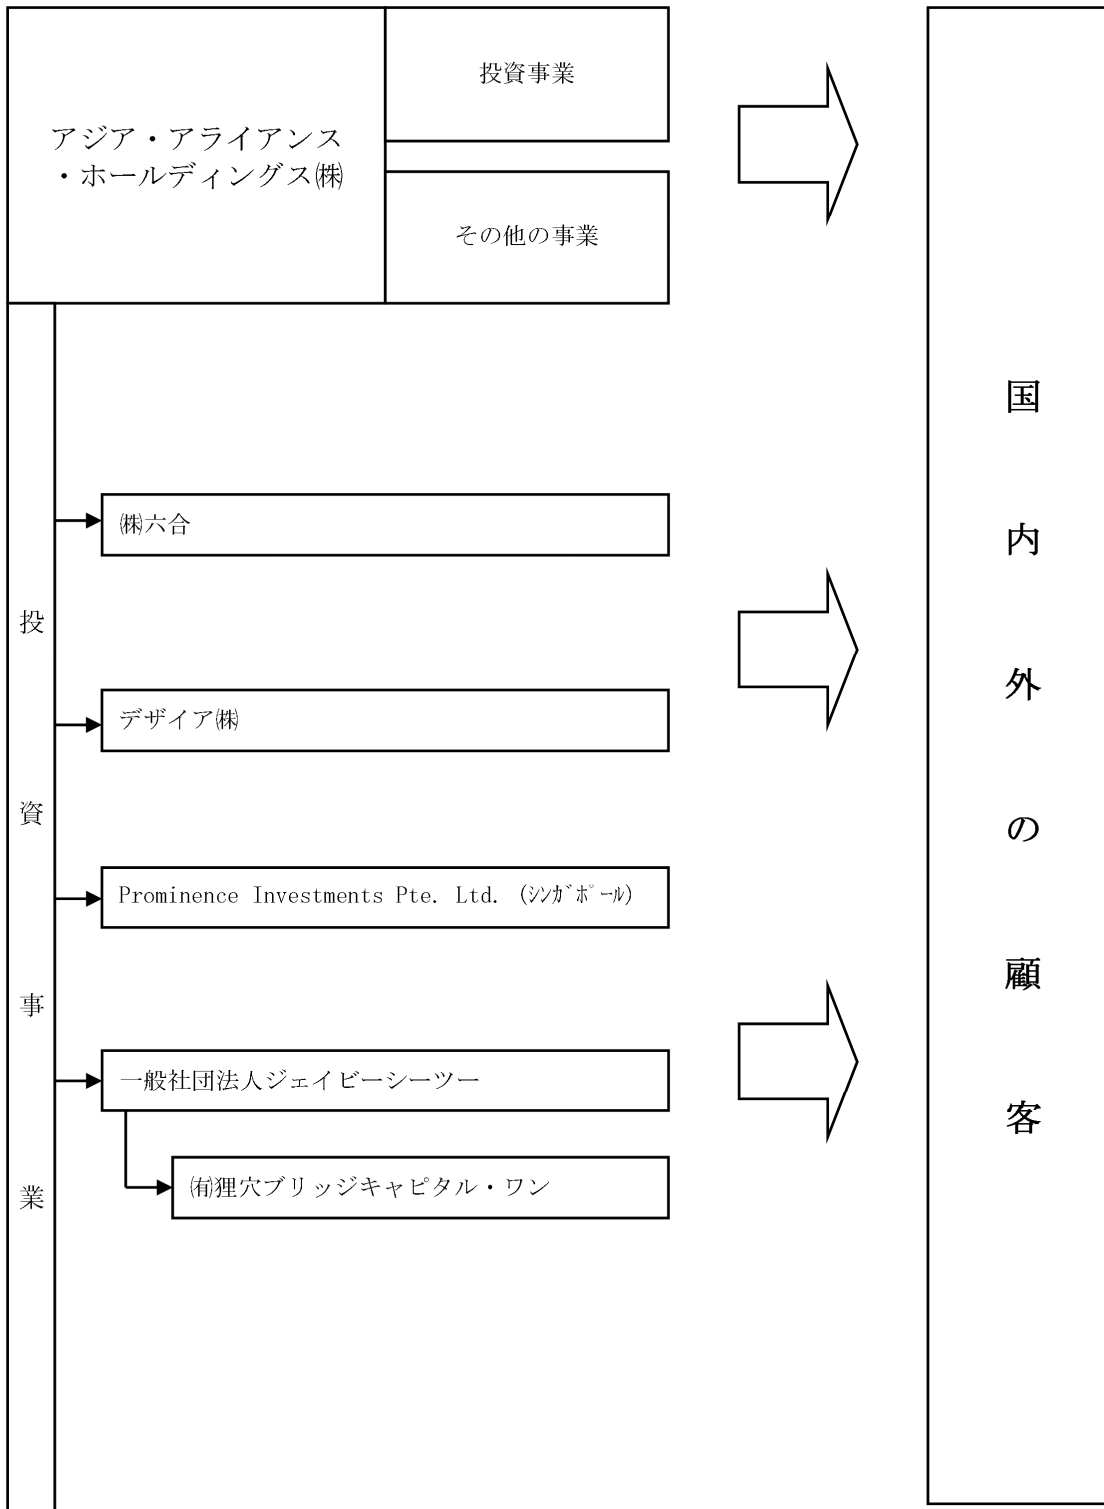 アジア・アライアンス
・ホールディングス㈱
投資事業
その他の事業
投資事業
㈱六合
デザイア㈱
Prominence Investments Pte. Ltd. (ｼﾝｶﾞﾎﾟｰﾙ)
一般社団法人ジェイビーシーツー
㈲狸穴ブリッジキャピタル・ワン
国内外の顧客